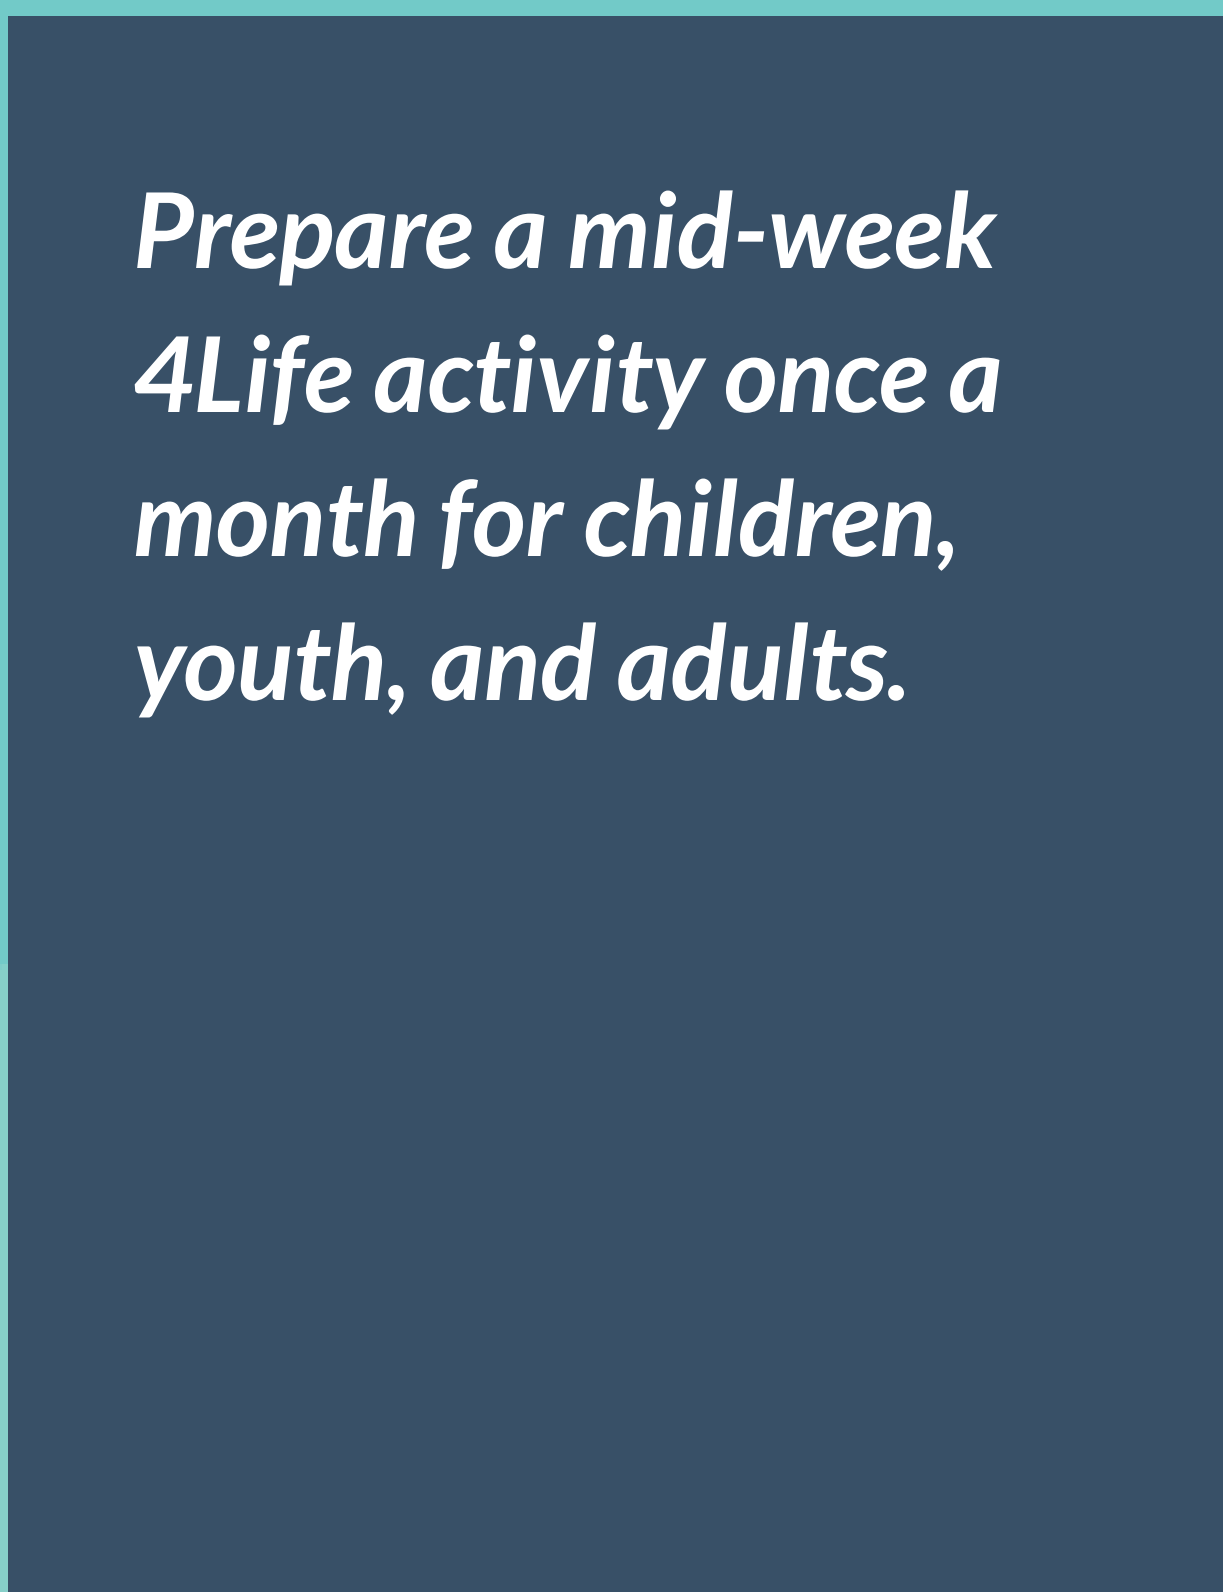 Prepare a mid-week
4Life activity once a
month for children,
youth, and adults.